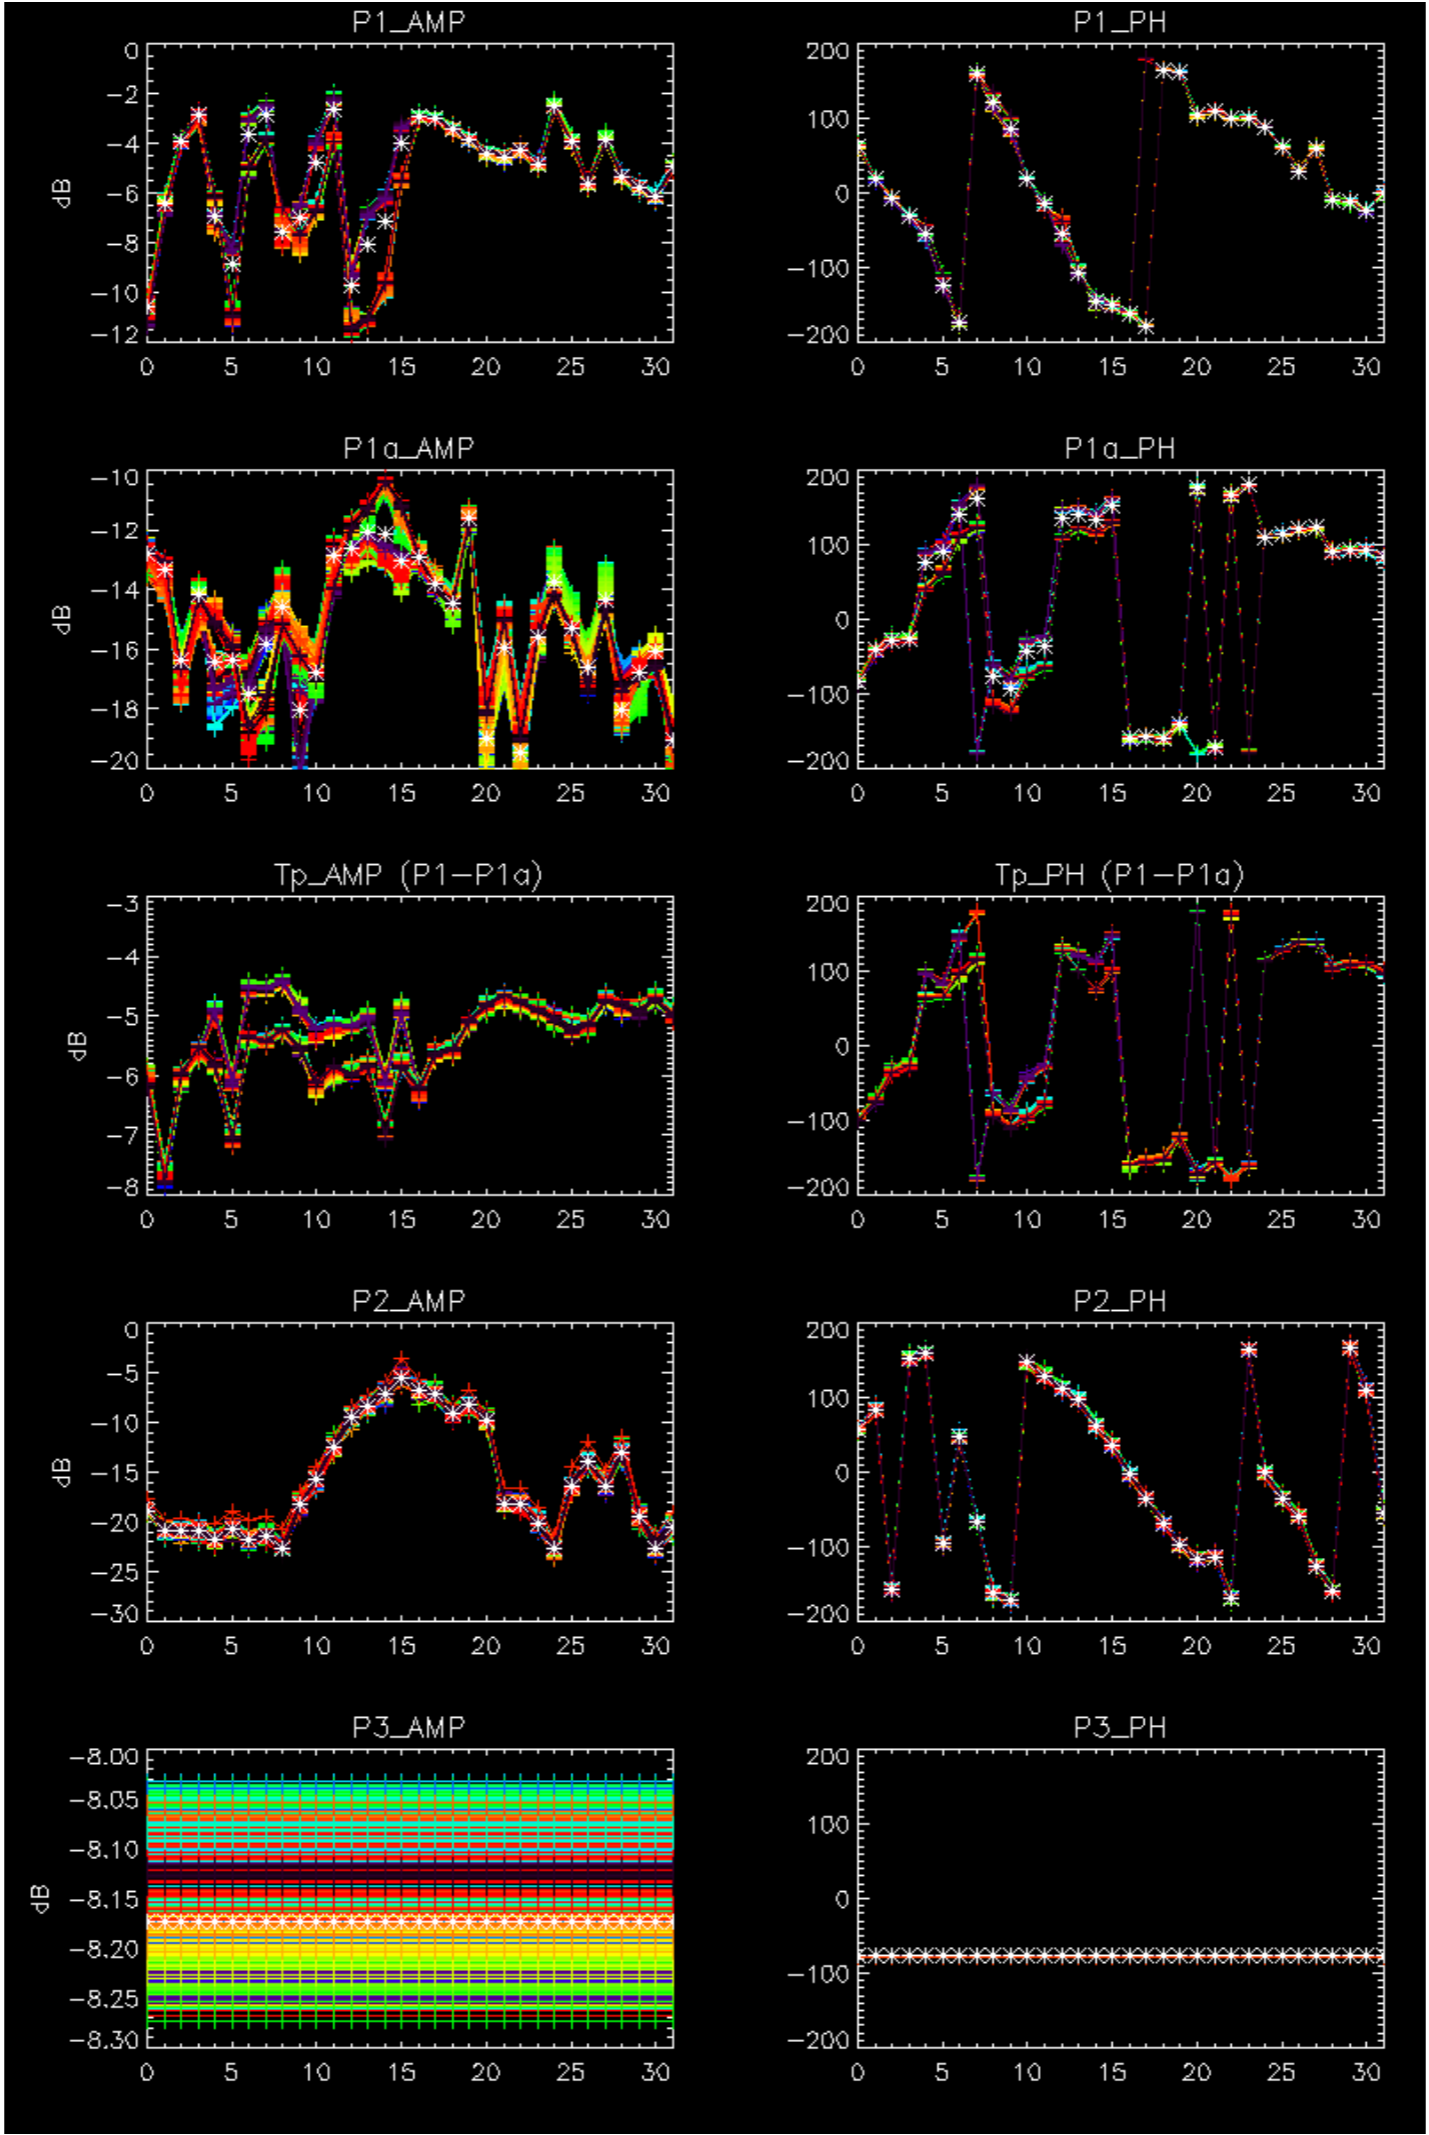 P1_AMP P1_PH
0 200
−2 100
−4
dB −6 0
−8
−10 −100
−12 −200
0 5 10 15 20 25 30 0 5 10 15 20 25 30
P1a_AMP P1a_PH
−10 200
−12 100
−14
dB 0
−16
−18 −100
−20 −200
0 5 10 15 20 25 30 0 5 10 15 20 25 30
Tp_AMP (P1−P1a) Tp_PH (P1−P1a)
−3 200
−4 100
dB −5 0
−6
−7 −100
−8 −200
0 5 10 15 20 25 30 0 5 10 15 20 25 30
P2_AMP P2_PH
0 200
−5 100
−10
dB −15 0
−20
−25 −100
−30 −200
0 5 10 15 20 25 30 0 5 10 15 20 25 30
P3_AMP P3_PH
−8.00 200
−8.05 100
−8.10
dB −8.15 0
−8.20
−8.25 −100
−8.30 −200
0 5 10 15 20 25 30 0 5 10 15 20 25 30